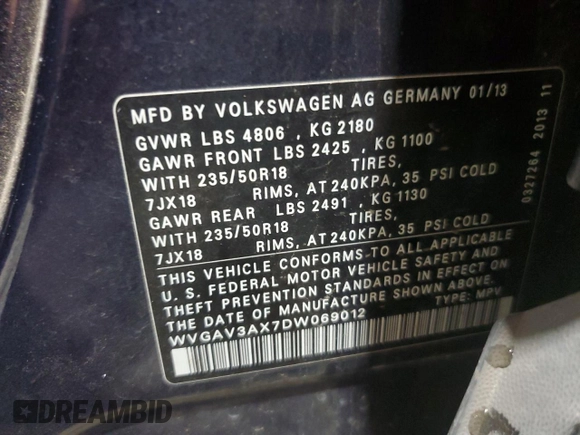 MFD BY VOLKSWAGEN AG GERMANY 01/13
GVWR LBS 4806 , KG 2180
GAWR FRONT LBS 2425 , KG 1100
WITH 235/50R18 TIRES,
7JX18 RIMS, AT 240KPA, 35 PSI COLD
GAWR REAR LBS 2491 , KG 1130
WITH 235/50R18 TIRES,
7JX18 RIMS, AT 240KPA, 35 PSI COLD
THIS VEHICLE CONFORMS TO ALL APPLICABLE
U. S. FEDERAL MOTOR VEHICLE SAFETY AND
THEFT PREVENTION STANDARDS IN EFFECT ON
THE DATE OF MANUFACTURE SHOWN ABOVE.
WVGAV3AX7DW069012 TYPE: MPV
0327264 2013 11
DREAMBID